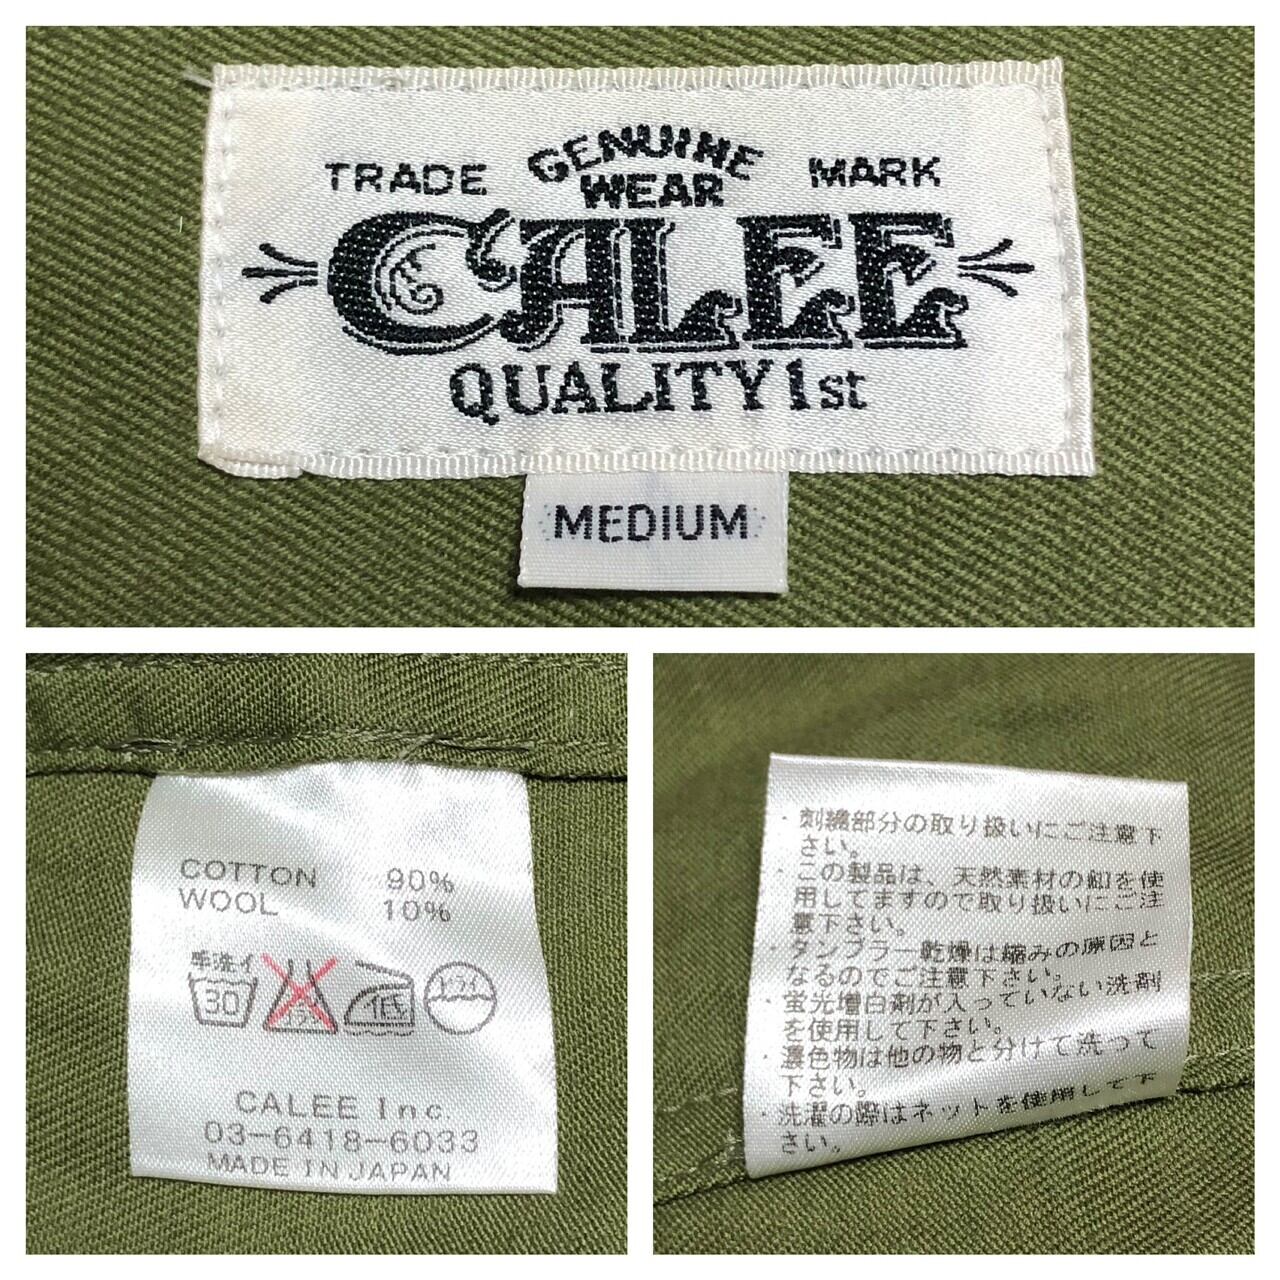 GENUINE
TRADE WEAR MARK
CALEE
QUALITY 1st
MEDIUM
COTTON 90%
WOOL 10%
手洗イ
30
低
ドライ
CALEE Inc
03-6418-6033
MADE IN JAPAN
・刺繍部分の取り扱いにご注意下
さい。
・この製品は、天然素材の釦を使
用してますので取り扱いにご注
意下さい。
・タンブラー乾燥は縮みの原因と
なるのでご注意下さい。
・蛍光増白剤が入っていない洗剤
を使用して下さい。
・濃色物は他の物と分けて洗って
下さい。
・洗濯の際はネットを使用して下
さい。